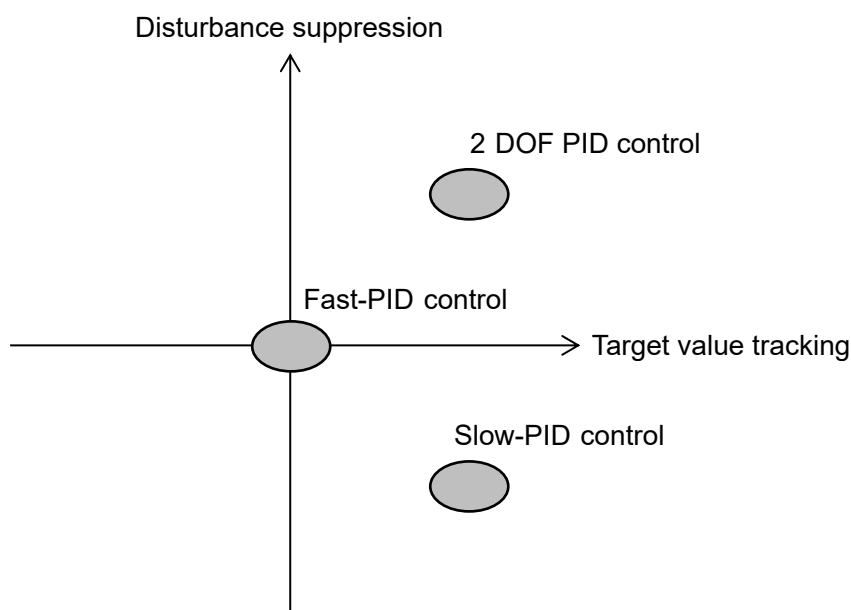 Disturbance suppression
2 DOF PID control
Fast-PID control
Target value tracking
Slow-PID control